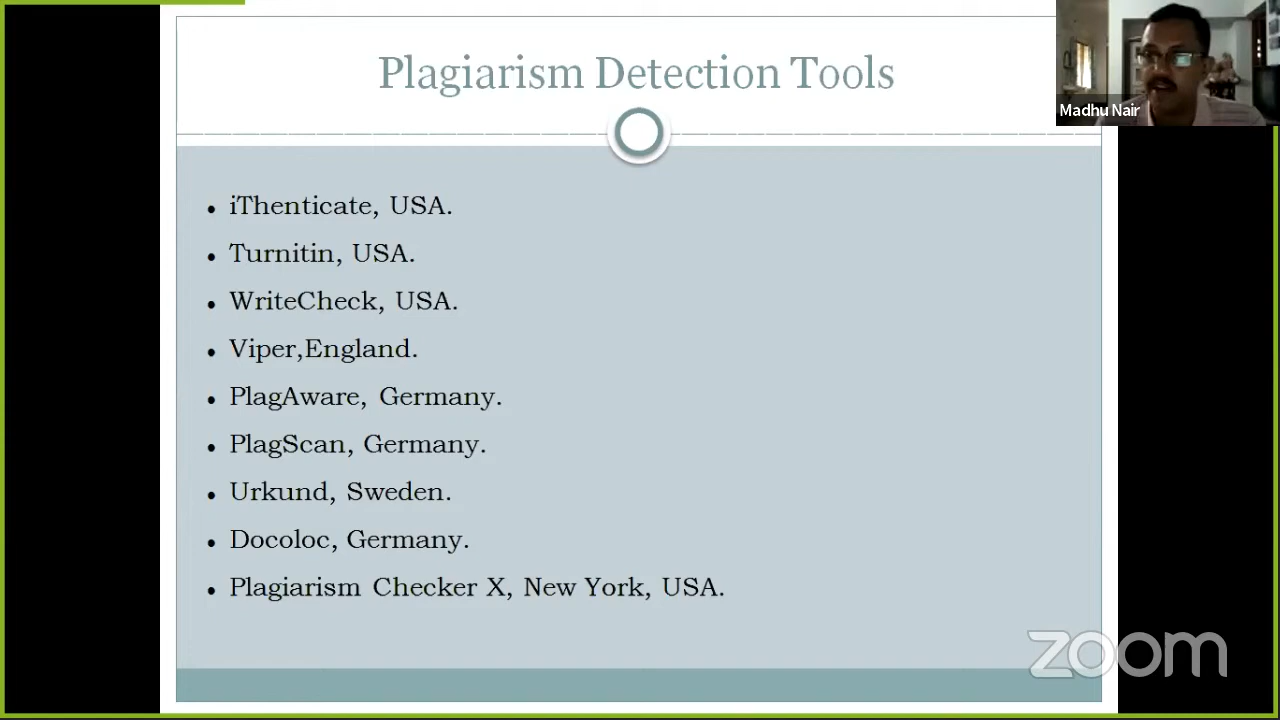 Plagiarism Detection Tools
Madhu Nair
• iThenticate, USA.
• Turnitin, USA.
• WriteCheck, USA.
• Viper,England.
• PlagAware, Germany.
• PlagScan, Germany.
• Urkund, Sweden.
• Docoloc, Germany.
• Plagiarism Checker X, New York, USA.
zoom